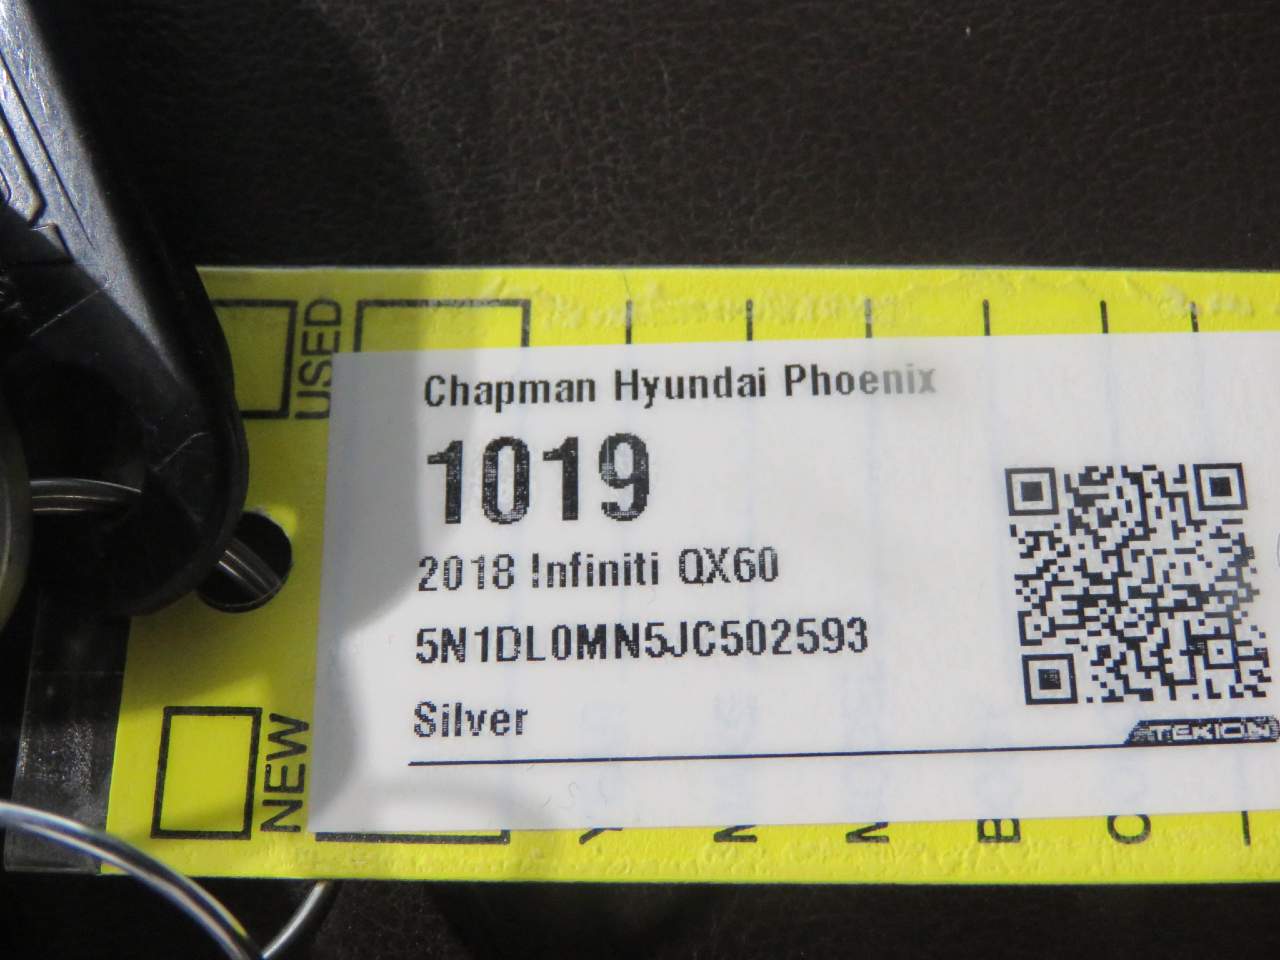 USED
Chapman Hyundai Phoenix
1019
2018 Infiniti QX60
5N1DL0MN5JC502593
Silver
TEKION
NEW